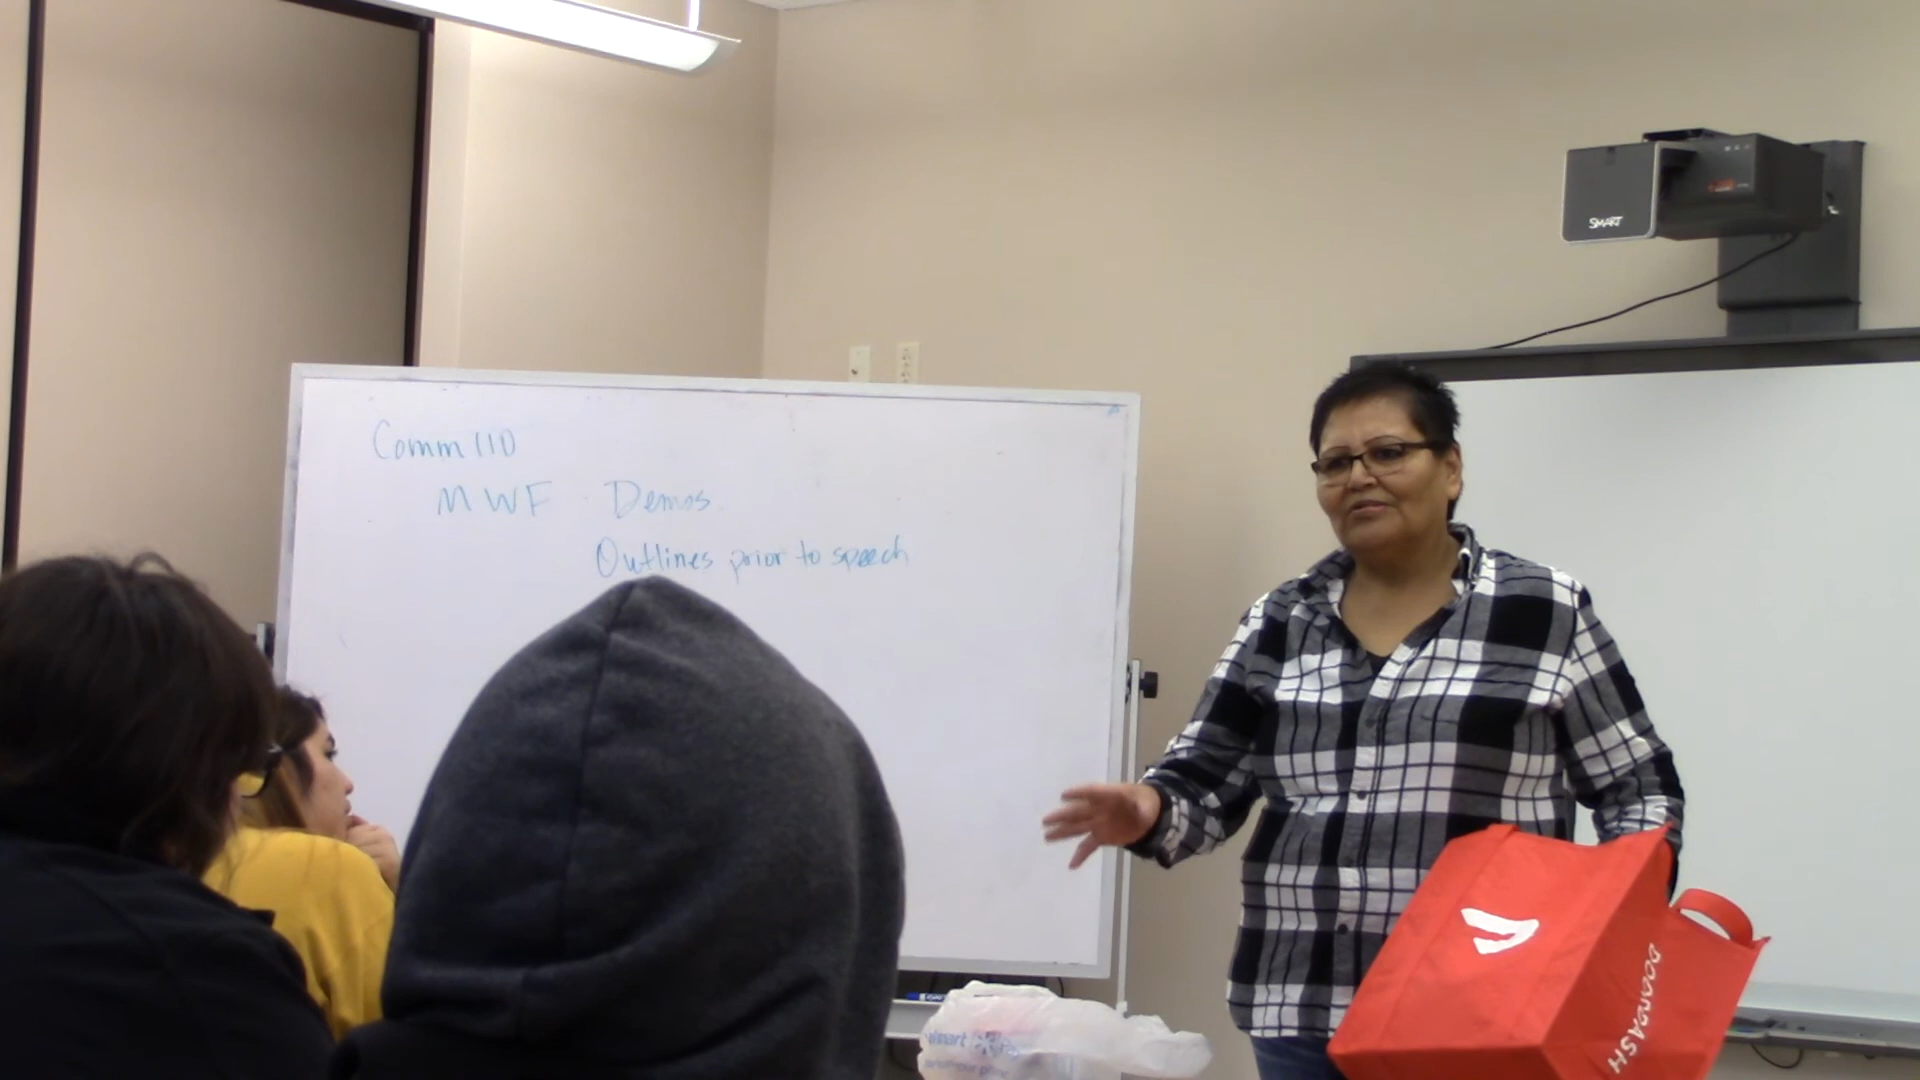 SMART
Comm 110
MWF Demos
Outlines prior to speech
DOORDASH